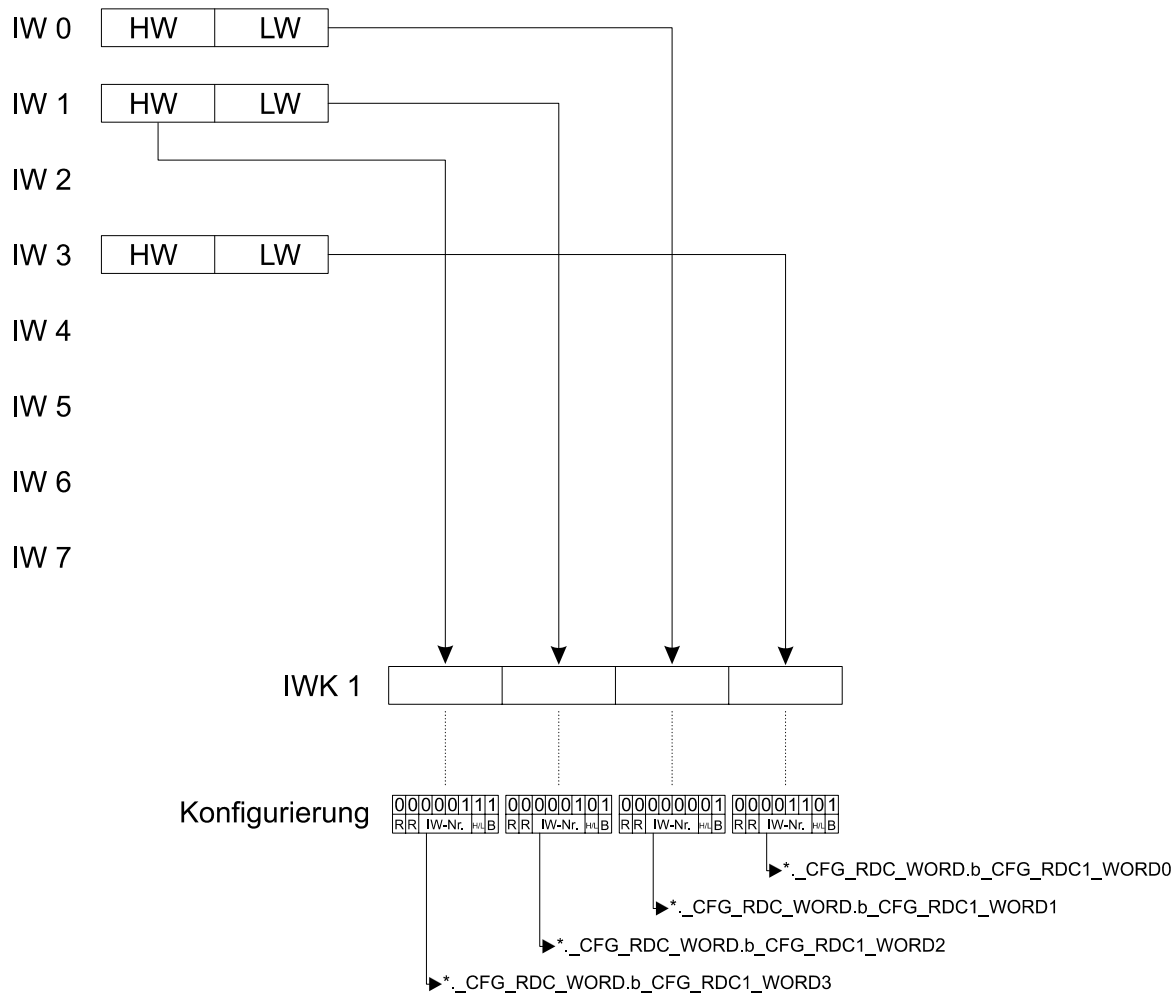 IW 0 HW LW
IW 1 HW LW
IW 2
IW 3 HW LW
IW 4
IW 5
IW 6
IW 7
IWK 1
Konfigurierung 00000111 00000101 00000001 00001101
R R IW-Nr. H/L B R R IW-Nr. H/L B R R IW-Nr. H/L B R R IW-Nr. H/L B
*._CFG_RDC_WORD.b_CFG_RDC1_WORD0
*._CFG_RDC_WORD.b_CFG_RDC1_WORD1
*._CFG_RDC_WORD.b_CFG_RDC1_WORD2
*._CFG_RDC_WORD.b_CFG_RDC1_WORD3